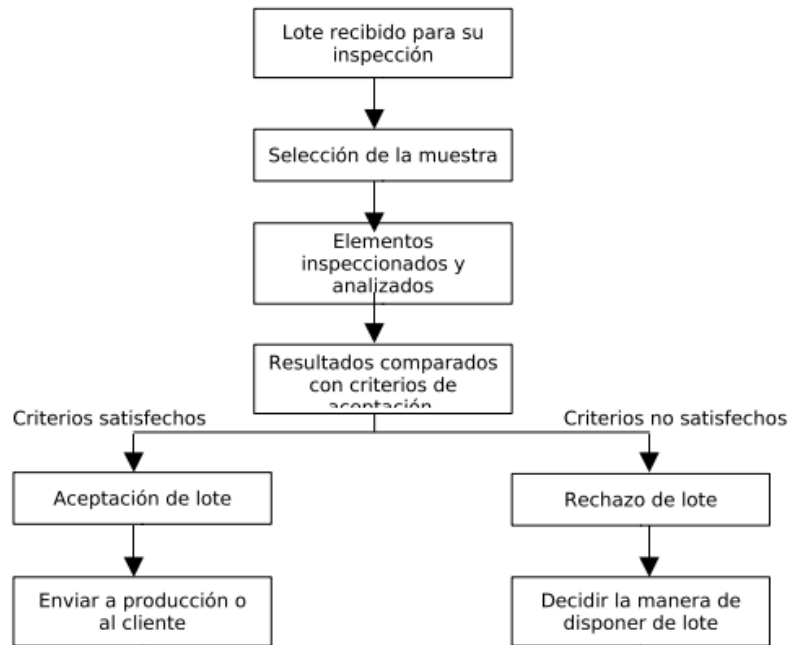 Lote recibido para su
inspección
Selección de la muestra
Elementos
inspeccionados y
analizados
Resultados comparados
con criterios de
aceptación
Criterios satisfechos
Criterios no satisfechos
Aceptación de lote
Rechazo de lote
Enviar a producción o
al cliente
Decidir la manera de
disponer de lote